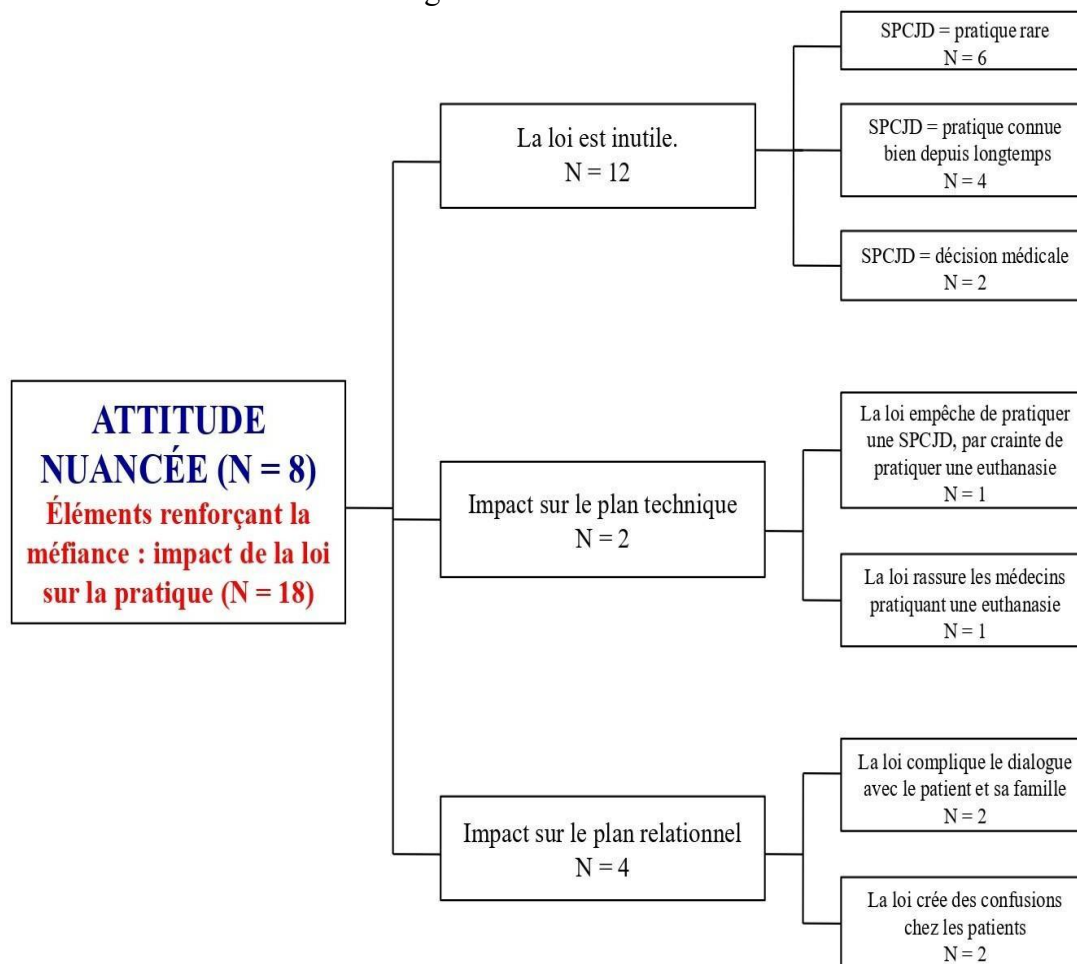 SPCJD = pratique rare
N = 6
La loi est inutile.
N = 12
SPCJD = pratique connue
bien depuis longtemps
N = 4
SPCJD = décision médicale
N = 2
ATTITUDE
NUANCÉE (N = 8)
Éléments renforçant la
méfiance : impact de la loi
sur la pratique (N = 18)
Impact sur le plan technique
N = 2
La loi empêche de pratiquer
une SPCJD, par crainte de
pratiquer une euthanasie
N = 1
La loi rassure les médecins
pratiquant une euthanasie
N = 1
Impact sur le plan relationnel
N = 4
La loi complique le dialogue
avec le patient et sa famille
N = 2
La loi crée des confusions
chez les patients
N = 2